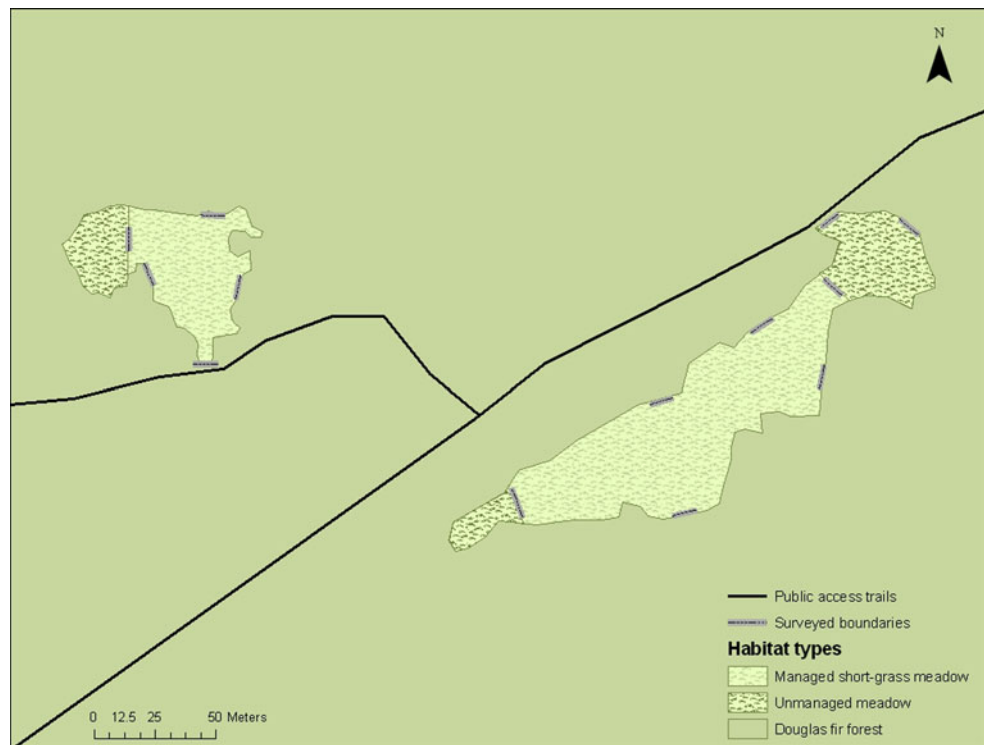 N
Public access trails
Surveyed boundaries
Habitat types
Managed short-grass meadow
Unmanaged meadow
Douglas fir forest
0 12.5 25 50 Meters